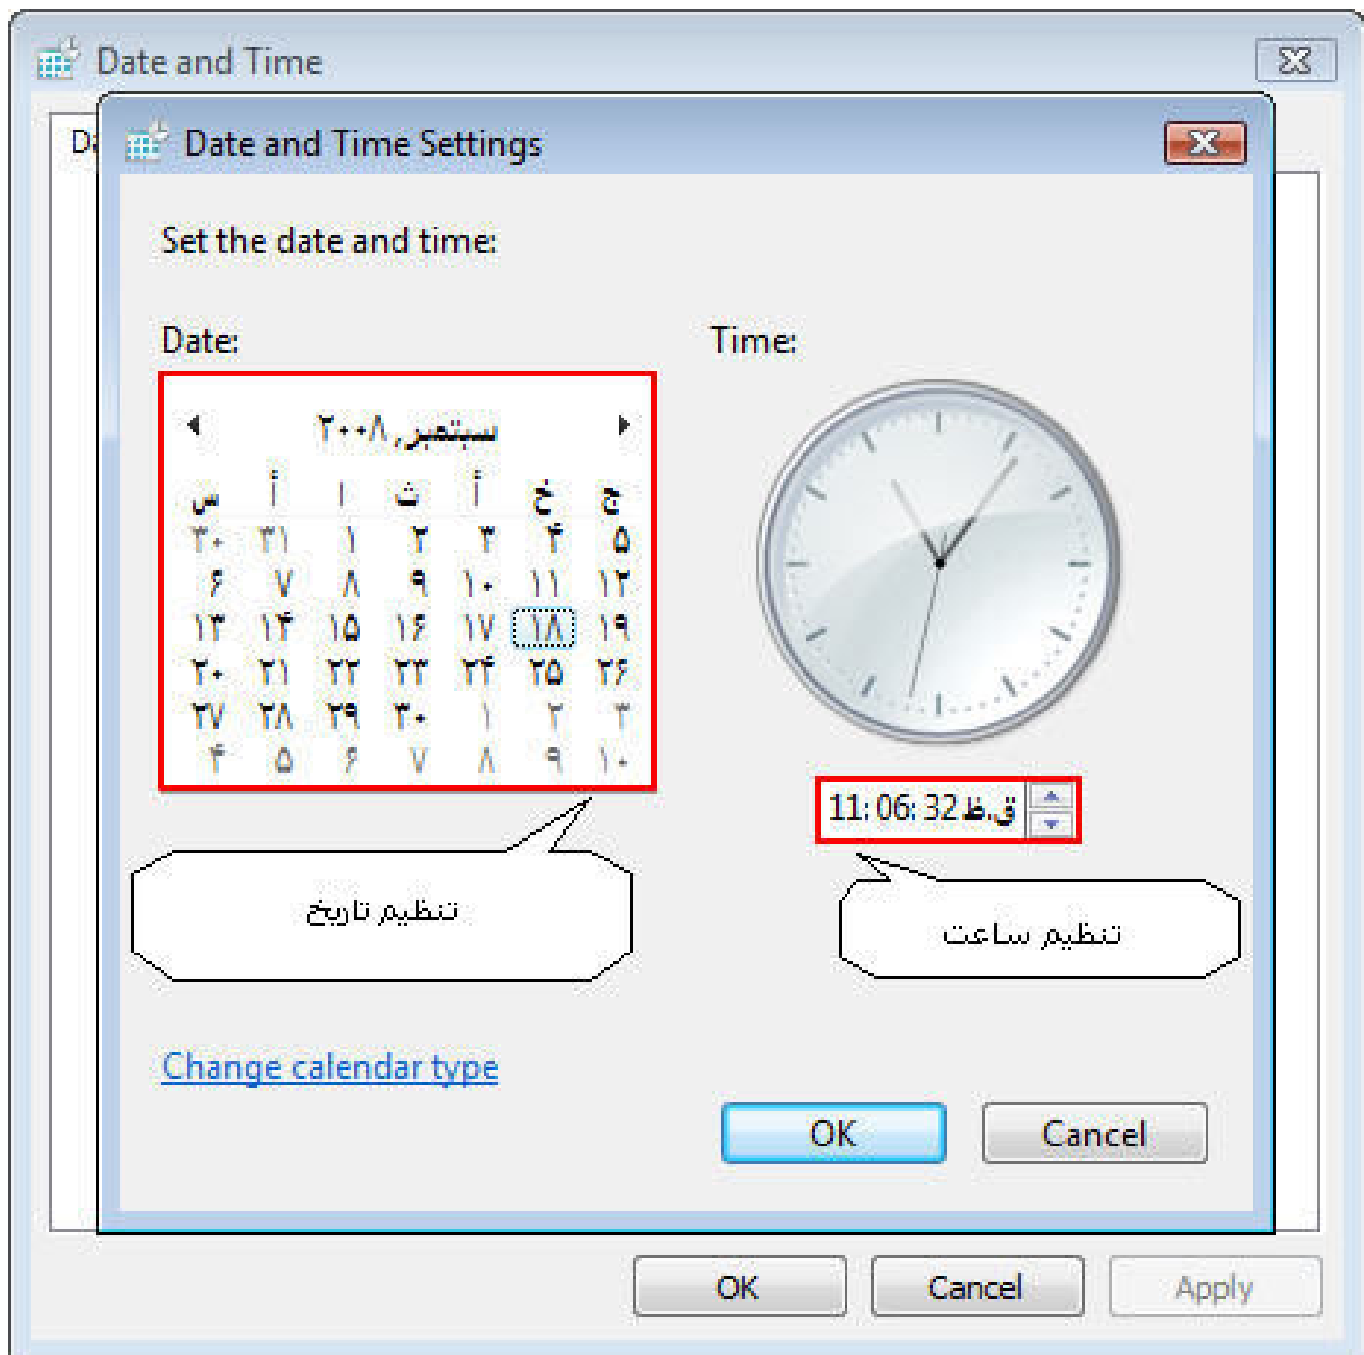 Date and Time
Da
Date and Time Settings
Set the date and time:
Date:
Time:
سبتمبر, ۲۰۰۸
س أ ا ث أ خ ج
۳۰ ۳۱ ۱ ۲ ۳ ۴ ۵
۶ ۷ ۸ ۹ ۱۰ ۱۱ ۱۲
۱۳ ۱۴ ۱۵ ۱۶ ۱۷ ۱۸ ۱۹
۲۰ ۲۱ ۲۲ ۲۳ ۲۴ ۲۵ ۲۶
۲۷ ۲۸ ۲۹ ۳۰ ۱ ۲ ۳
۴ ۵ ۶ ۷ ۸ ۹ ۱۰
11:06:32 ق.ظ
تنظیم تاریخ
تنظیم ساعت
Change calendar type
OK Cancel
OK Cancel Apply